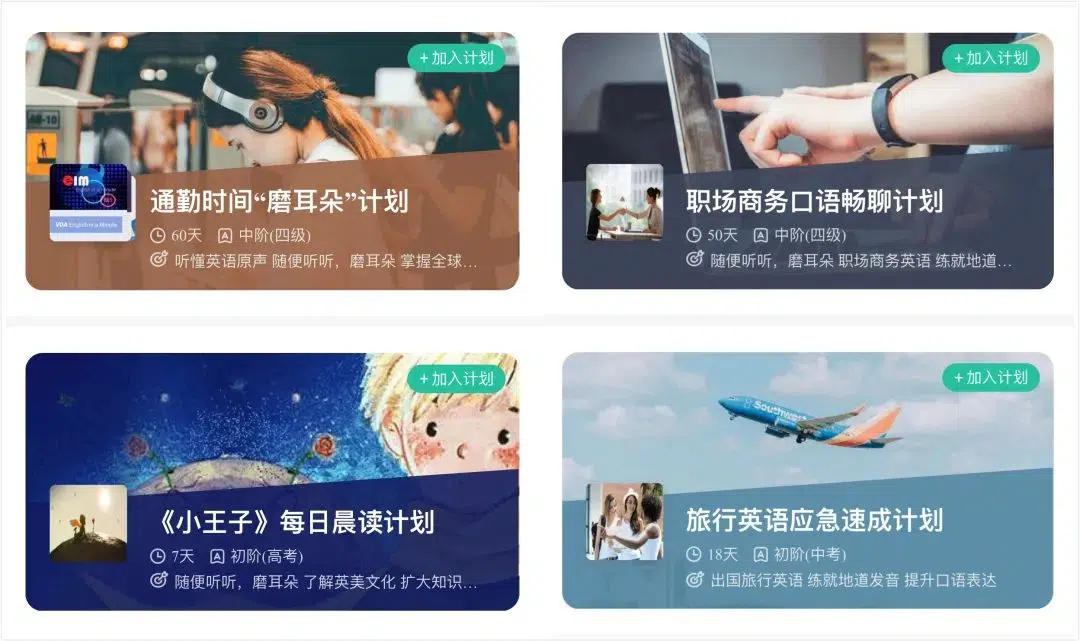 + 加入计划
通勤时间“磨耳朵”计划
60天 中阶(四级)
听懂英语原声 随便听听，磨耳朵 掌握全球...
EIM
VOA English in a Minute
+ 加入计划
职场商务口语畅聊计划
50天 中阶(四级)
随便听听，磨耳朵 职场商务英语 练就地道...
+ 加入计划
《小王子》每日晨读计划
7天 初阶(高考)
随便听听，磨耳朵 了解英美文化 扩大知识...
+ 加入计划
Southwest
旅行英语应急速成计划
18天 初阶(中考)
出国旅行英语 练就地道发音 提升口语表达